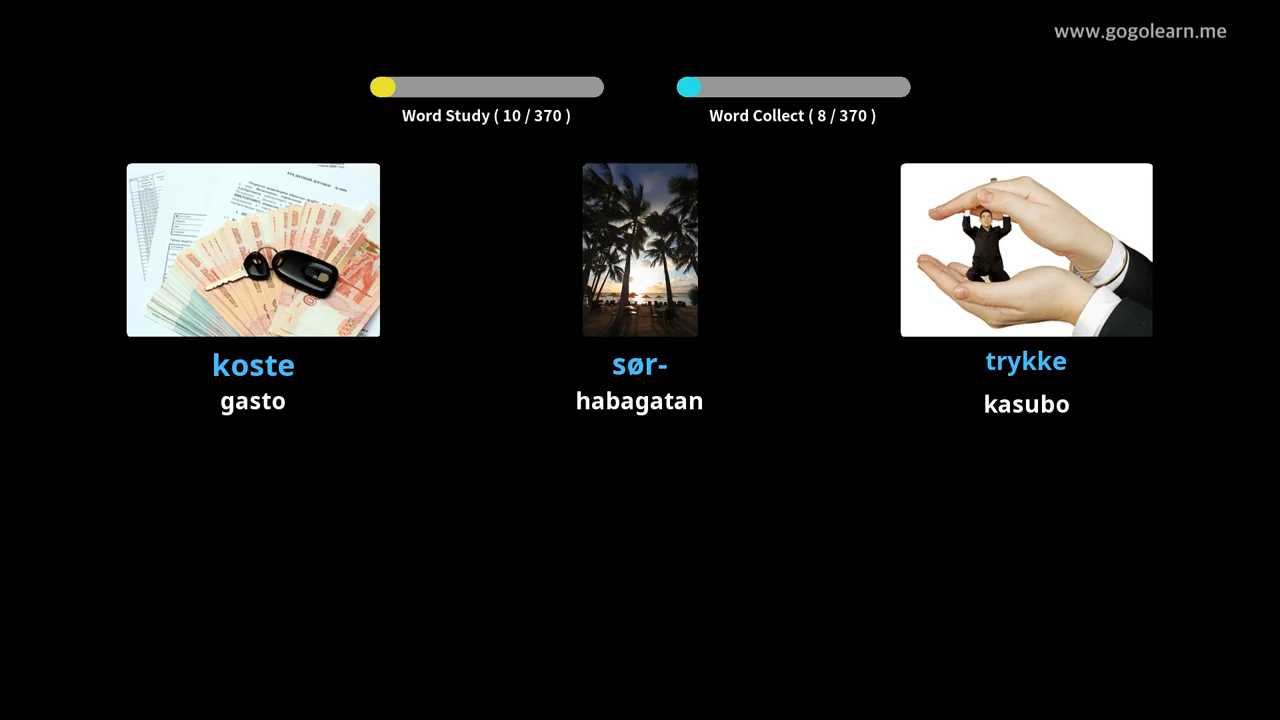 www.gogolearn.me
Word Study ( 10 / 370 )
Word Collect ( 8 / 370 )
koste
gasto
sør-
habagatan
trykke
kasubo